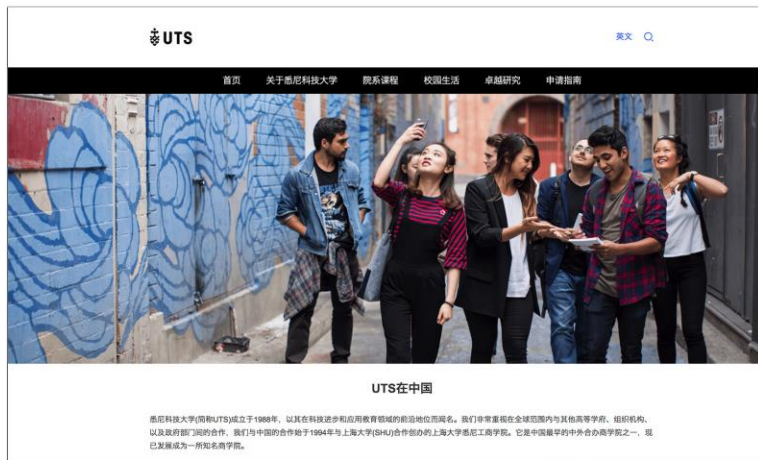 UTS
英文
首页 关于悉尼科技大学 院系课程 校园生活 卓越研究 申请指南
UTS在中国
悉尼科技大学(简称UTS)成立于1988年，以其在科技进步和应用教育领域的前沿地位而闻名。我们非常重视在全球范围内与其他高等学府、组织机构、
以及政府部门间的合作，我们与中国的合作始于1994年与上海大学(SHU)合作创办的上海大学悉尼工商学院。它是中国最早的中外合办商学院之一，现
已发展成为一所知名商学院。